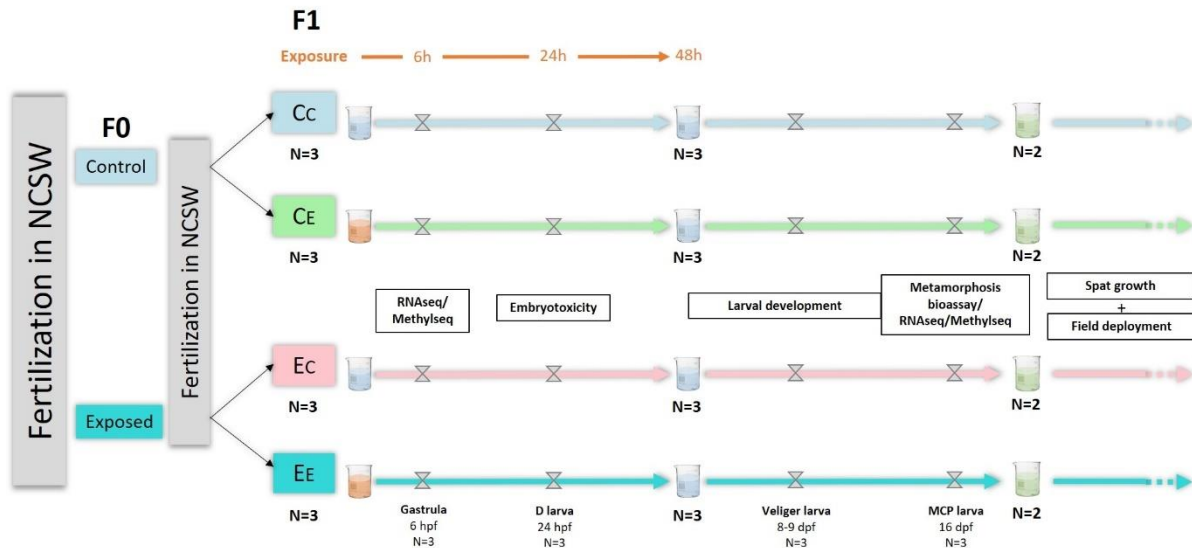 F1
Exposure 6h 24h 48h
Fertilization in NCSW
F0
Control
Exposed
Fertilization in NCSW
CC
N=3
N=3
N=2
CE
N=3
N=3
N=2
RNAseq/
Methylseq
Embryotoxicity
Larval development
Metamorphosis
bioassay/
RNAseq/Methylseq
Spat growth
+
Field deployment
EC
N=3
N=3
N=2
EE
N=3
N=3
N=2
Gastrula
6 hpf
N=3
D larva
24 hpf
N=3
Veliger larva
8-9 dpf
N=3
MCP larva
16 dpf
N=3